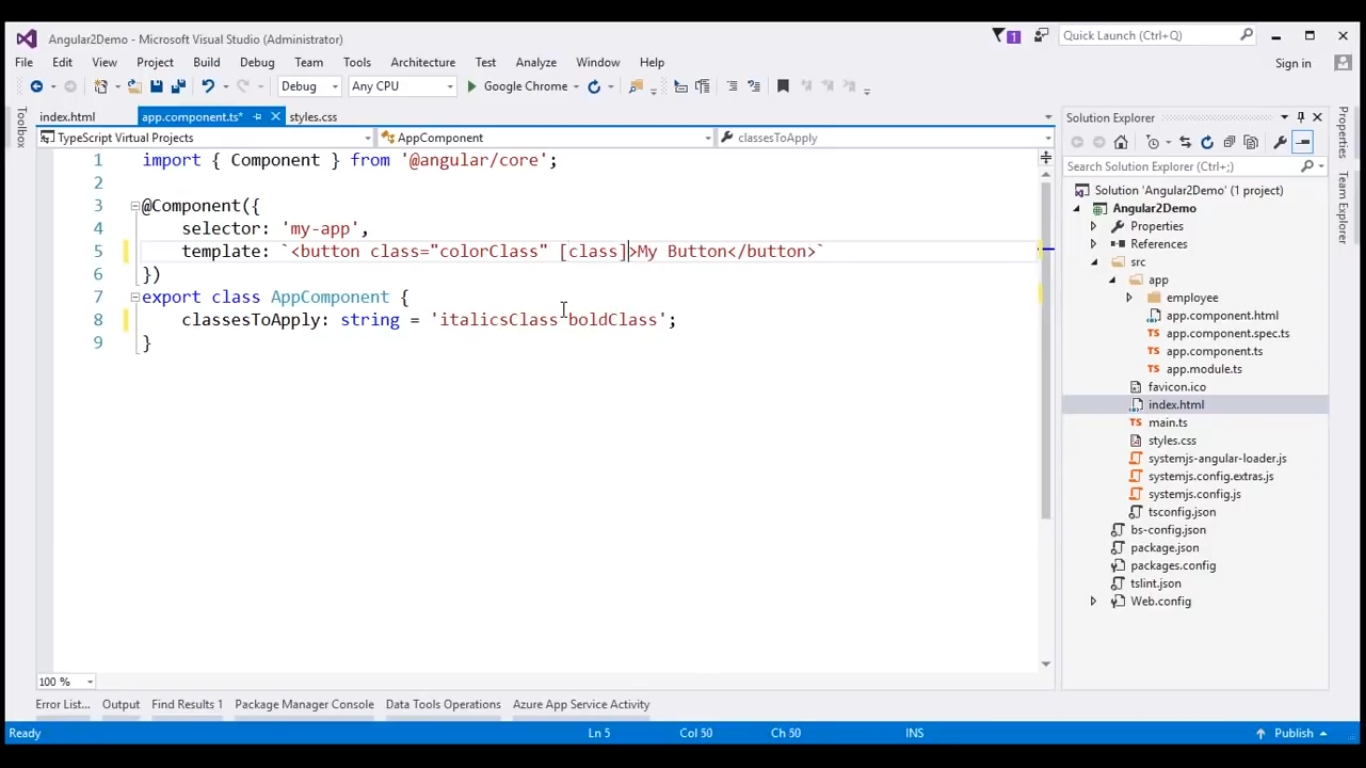 Angular2Demo - Microsoft Visual Studio (Administrator)
1
Quick Launch (Ctrl+Q)
File Edit View Project Build Debug Team Tools Architecture Test Analyze Window Help
Sign in
Debug Any CPU Google Chrome
Toolbox
index.html app.component.ts* styles.css
TypeScript Virtual Projects AppComponent classesToApply
1 import { Component } from '@angular/core';
2
3 @Component({
4 selector: 'my-app',
5 template: `<button class="colorClass" [class]>My Button</button>`
6 })
7 export class AppComponent {
8 classesToApply: string = 'italicsClass boldClass';
9 }
100 %
Solution Explorer
Search Solution Explorer (Ctrl+;)
Solution 'Angular2Demo' (1 project)
Angular2Demo
Properties
References
src
app
employee
app.component.html
TS app.component.spec.ts
TS app.component.ts
TS app.module.ts
favicon.ico
index.html
TS main.ts
styles.css
systemjs-angular-loader.js
systemjs.config.extras.js
systemjs.config.js
tsconfig.json
bs-config.json
package.json
packages.config
tslint.json
Web.config
Properties
Team Explorer
Error List... Output Find Results 1 Package Manager Console Data Tools Operations Azure App Service Activity
Ready Ln 5 Col 50 Ch 50 INS Publish